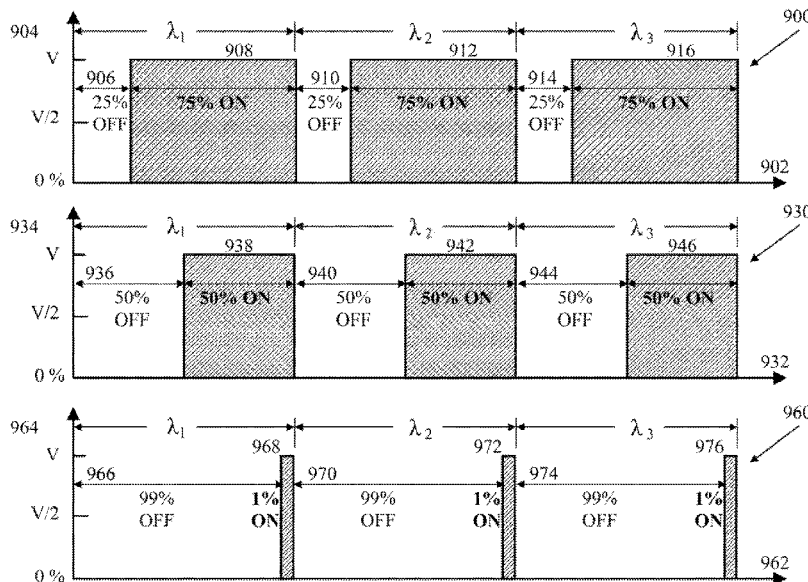 904 λ1 λ2 λ3 900
V 908 912 916
906 910 914
25% 75% ON 25% 75% ON 25% 75% ON
V/2 OFF OFF OFF
0 % 902
934 λ1 λ2 λ3 930
V 938 942 946
936 940 944
50% 50% ON 50% 50% ON 50% 50% ON
V/2 OFF OFF OFF
0 % 932
964 λ1 λ2 λ3 960
V 968 972 976
966 970 974
99% 1% 99% 1% 99% 1%
V/2 OFF ON OFF ON OFF ON
0 % 962